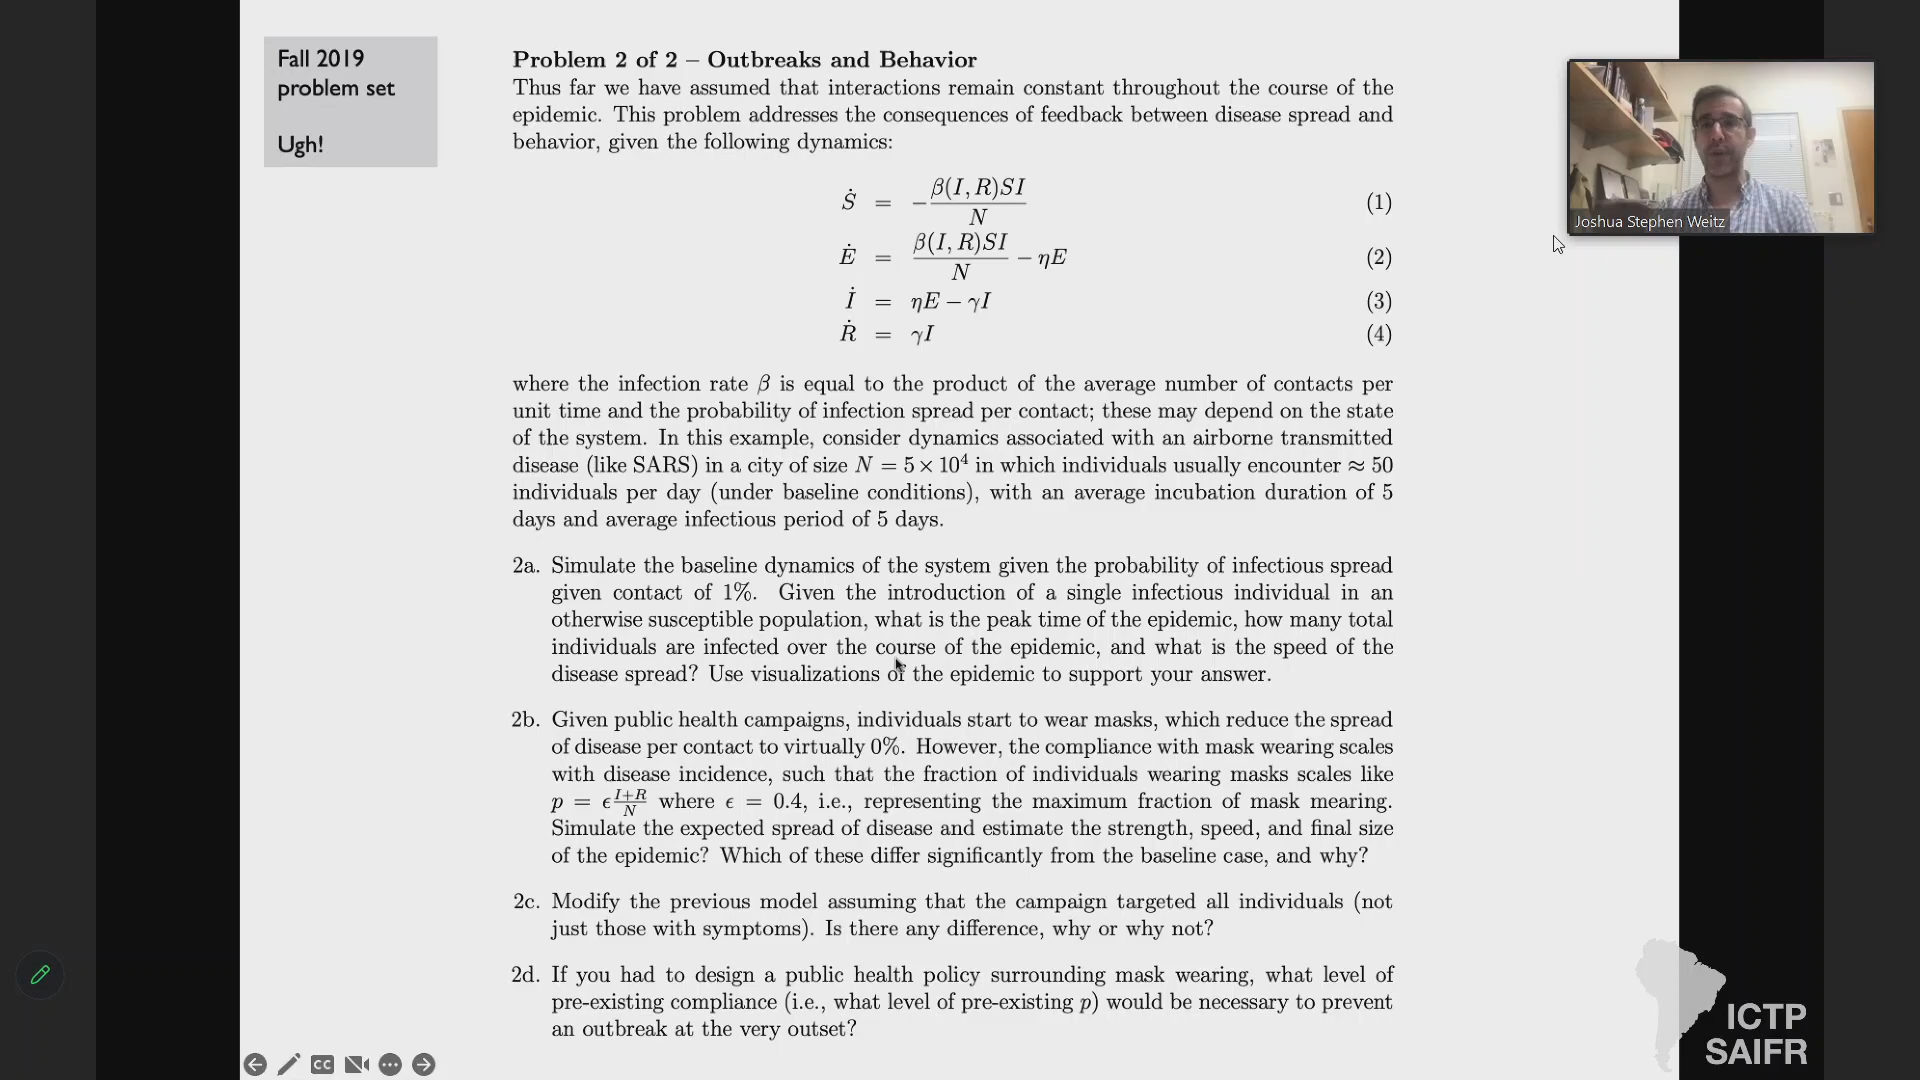 Fall 2019
problem set
Ugh!
Problem 2 of 2 – Outbreaks and Behavior
Thus far we have assumed that interactions remain constant throughout the course of the
epidemic. This problem addresses the consequences of feedback between disease spread and
behavior, given the following dynamics:
Ṡ = −β(I, R)SI/N (1)
Ė = β(I, R)SI/N − ηE (2)
İ = ηE − γI (3)
Ṙ = γI (4)
where the infection rate β is equal to the product of the average number of contacts per
unit time and the probability of infection spread per contact; these may depend on the state
of the system. In this example, consider dynamics associated with an airborne transmitted
disease (like SARS) in a city of size N = 5 × 10⁴ in which individuals usually encounter ≈ 50
individuals per day (under baseline conditions), with an average incubation duration of 5
days and average infectious period of 5 days.
2a. Simulate the baseline dynamics of the system given the probability of infectious spread
given contact of 1%. Given the introduction of a single infectious individual in an
otherwise susceptible population, what is the peak time of the epidemic, how many total
individuals are infected over the course of the epidemic, and what is the speed of the
disease spread? Use visualizations of the epidemic to support your answer.
2b. Given public health campaigns, individuals start to wear masks, which reduce the spread
of disease per contact to virtually 0%. However, the compliance with mask wearing scales
with disease incidence, such that the fraction of individuals wearing masks scales like
p = ϵ(I+R)/N where ϵ = 0.4, i.e., representing the maximum fraction of mask mearing.
Simulate the expected spread of disease and estimate the strength, speed, and final size
of the epidemic? Which of these differ significantly from the baseline case, and why?
2c. Modify the previous model assuming that the campaign targeted all individuals (not
just those with symptoms). Is there any difference, why or why not?
2d. If you had to design a public health policy surrounding mask wearing, what level of
pre-existing compliance (i.e., what level of pre-existing p) would be necessary to prevent
an outbreak at the very outset?
Joshua Stephen Weitz
ICTP
SAIFR
CC